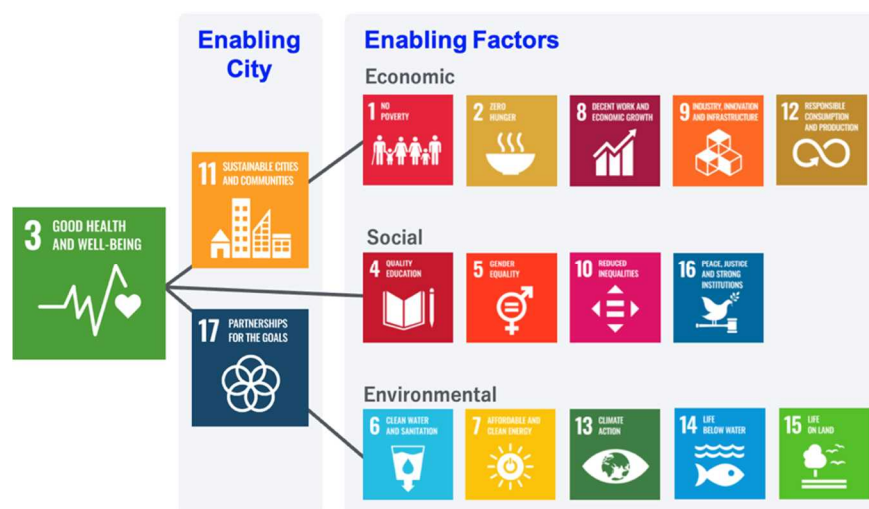 Enabling
City
Enabling Factors
Economic
1 NO
POVERTY
2 ZERO
HUNGER
8 DECENT WORK AND
ECONOMIC GROWTH
9 INDUSTRY, INNOVATION
AND INFRASTRUCTURE
12 RESPONSIBLE
CONSUMPTION
AND PRODUCTION
11 SUSTAINABLE CITIES
AND COMMUNITIES
3 GOOD HEALTH
AND WELL-BEING
Social
4 QUALITY
EDUCATION
5 GENDER
EQUALITY
10 REDUCED
INEQUALITIES
16 PEACE, JUSTICE
AND STRONG
INSTITUTIONS
17 PARTNERSHIPS
FOR THE GOALS
Environmental
6 CLEAN WATER
AND SANITATION
7 AFFORDABLE AND
CLEAN ENERGY
13 CLIMATE
ACTION
14 LIFE
BELOW WATER
15 LIFE
ON LAND